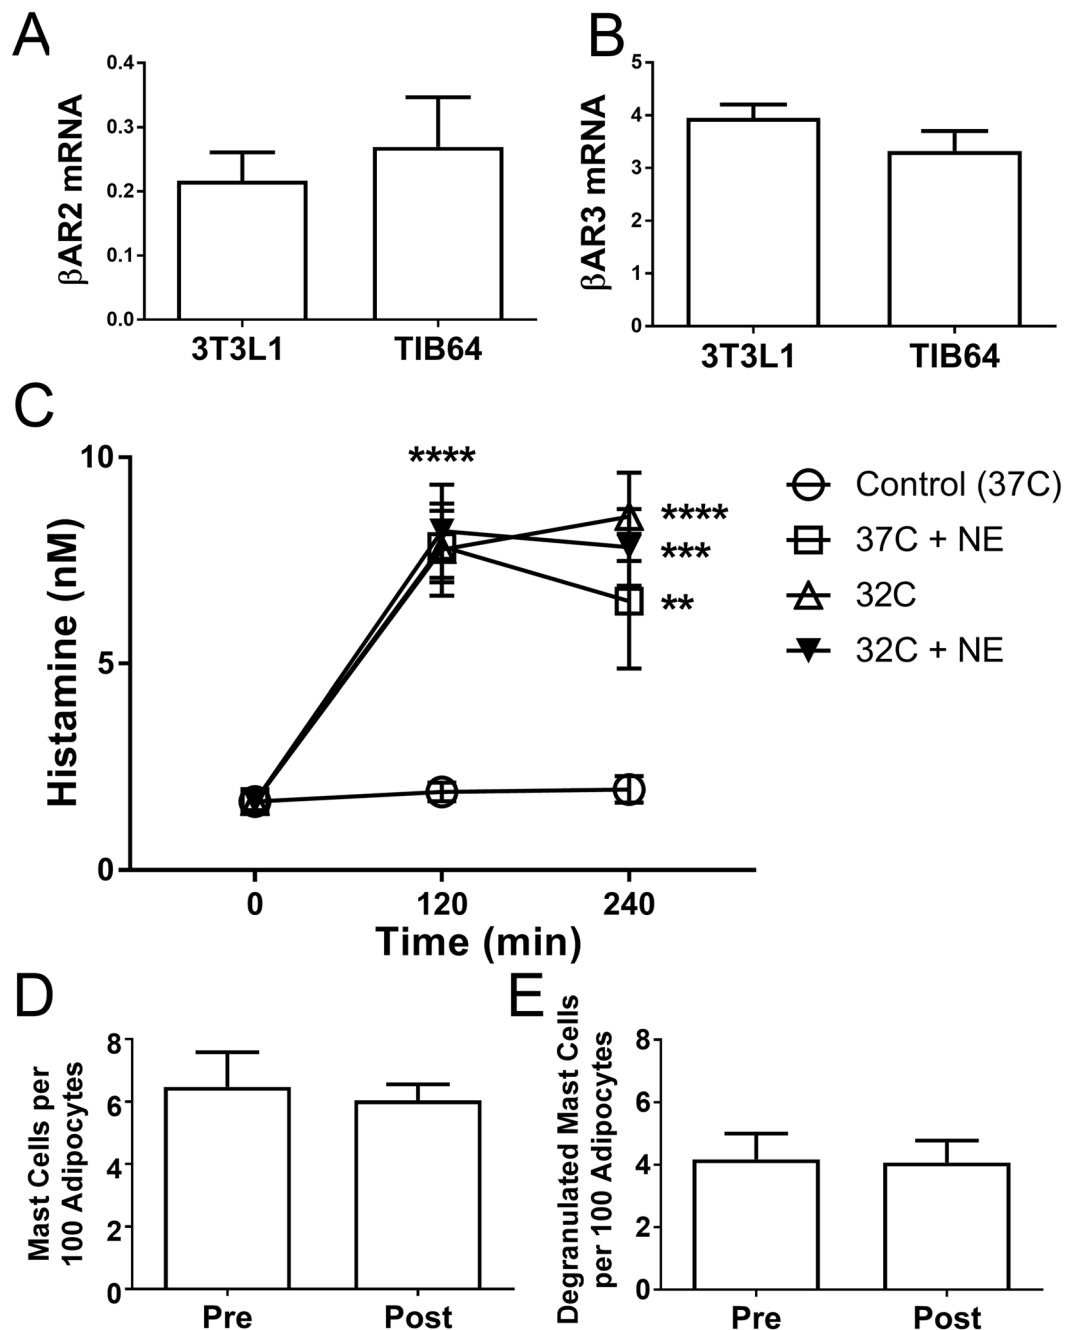 A
βAR2 mRNA
0.4
0.3
0.2
0.1
0.0
3T3L1 TIB64
B
βAR3 mRNA
5
4
3
2
1
0
3T3L1 TIB64
C
Histamine (nM)
10
5
0
****
****
***
**
0 120 240
Time (min)
Control (37C)
37C + NE
32C
32C + NE
D
Mast Cells per
100 Adipocytes
8
6
4
2
0
Pre Post
E
Degranulated Mast Cells
per 100 Adipocytes
8
6
4
2
0
Pre Post